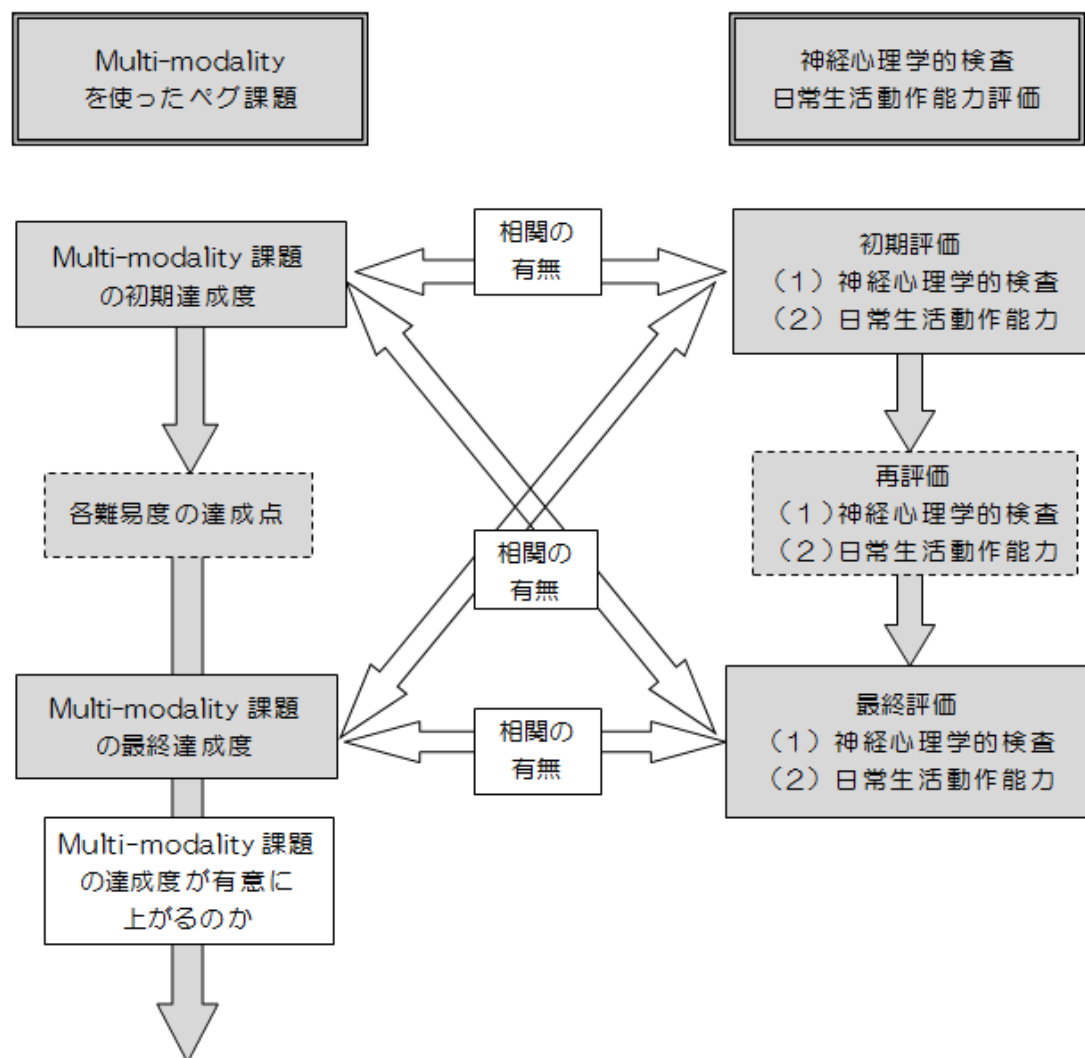 Multi-modality
を使ったペグ課題
神経心理学的検査
日常生活動作能力評価
Multi-modality 課題
の初期達成度
相関の
有無
初期評価
（１）神経心理学的検査
（２）日常生活動作能力
各難易度の達成点
再評価
（１）神経心理学的検査
（２）日常生活動作能力
相関の
有無
Multi-modality 課題
の最終達成度
相関の
有無
最終評価
（１）神経心理学的検査
（２）日常生活動作能力
Multi-modality 課題
の達成度が有意に
上がるのか